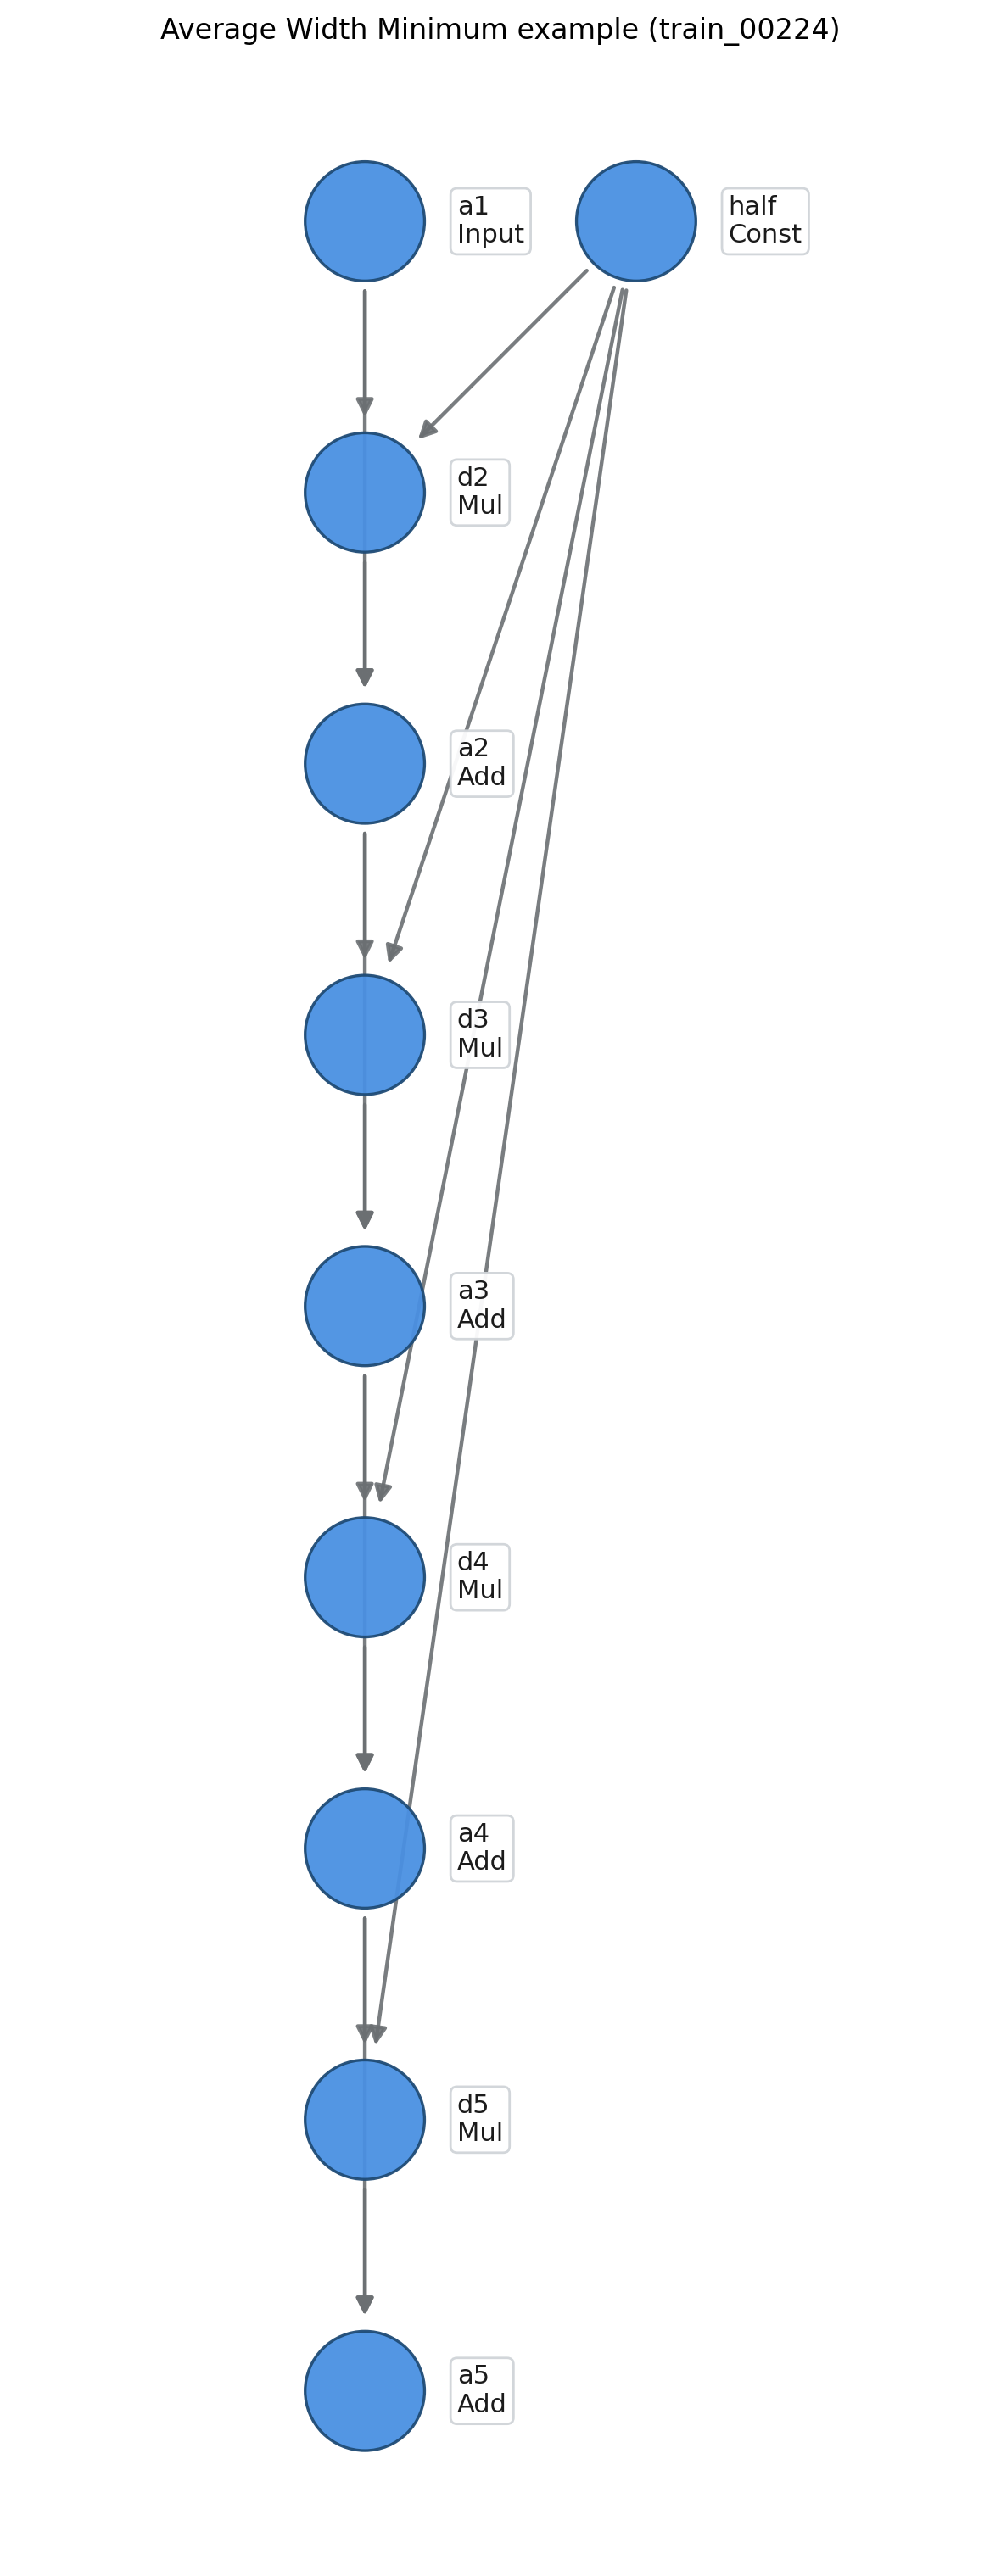 Average Width Minimum example (train_00224)
a1
Input
half
Const
d2
Mul
a2
Add
d3
Mul
a3
Add
d4
Mul
a4
Add
d5
Mul
a5
Add